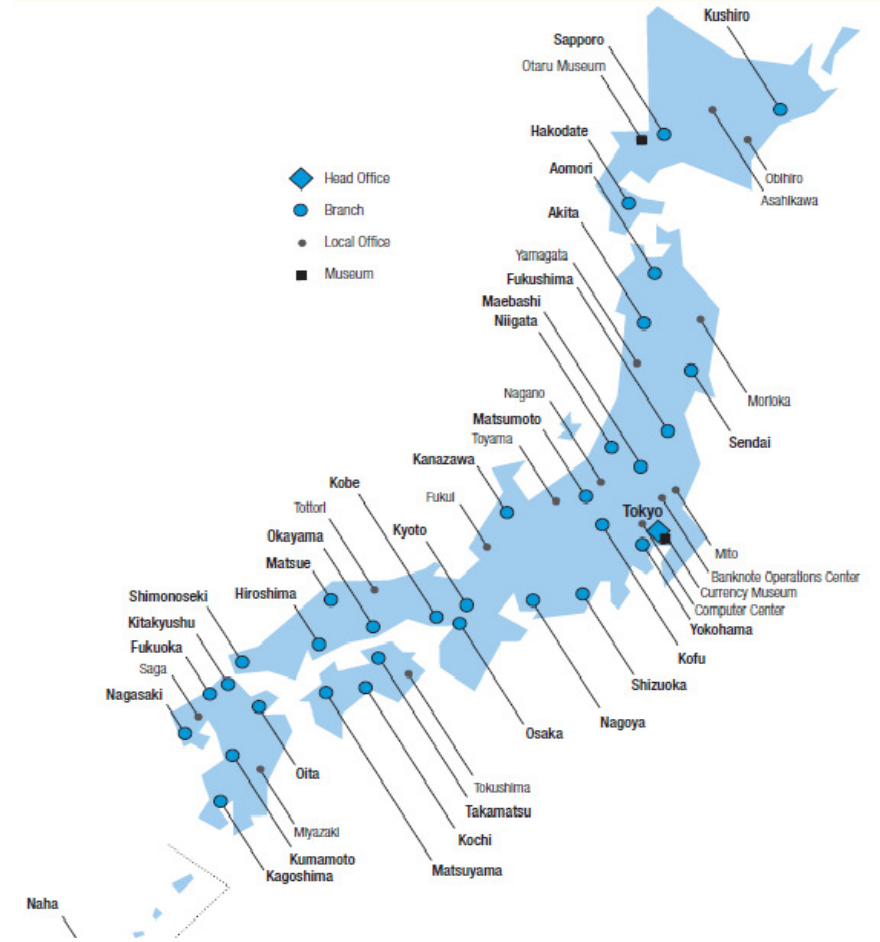 Kushiro
Sapporo
Otaru Museum
Hakodate
Aomori
Akita
Yamagata
Fukushima
Maebashi
Niigata
Obihiro
Asahikawa
Head Office
Branch
Local Office
Museum
Nagano
Matsumoto
Toyama
Kanazawa
Morioka
Sendai
Kobe
Fukui
Tottori
Okayama
Kyoto
Matsue
Tokyo
Mito
Banknote Operations Center
Currency Museum
Computer Center
Yokohama
Kofu
Shizuoka
Nagoya
Osaka
Shimonoseki
Hiroshima
Kitakyushu
Fukuoka
Saga
Nagasaki
Oita
Tokushima
Takamatsu
Kochi
Matsuyama
Miyazaki
Kumamoto
Kagoshima
Naha